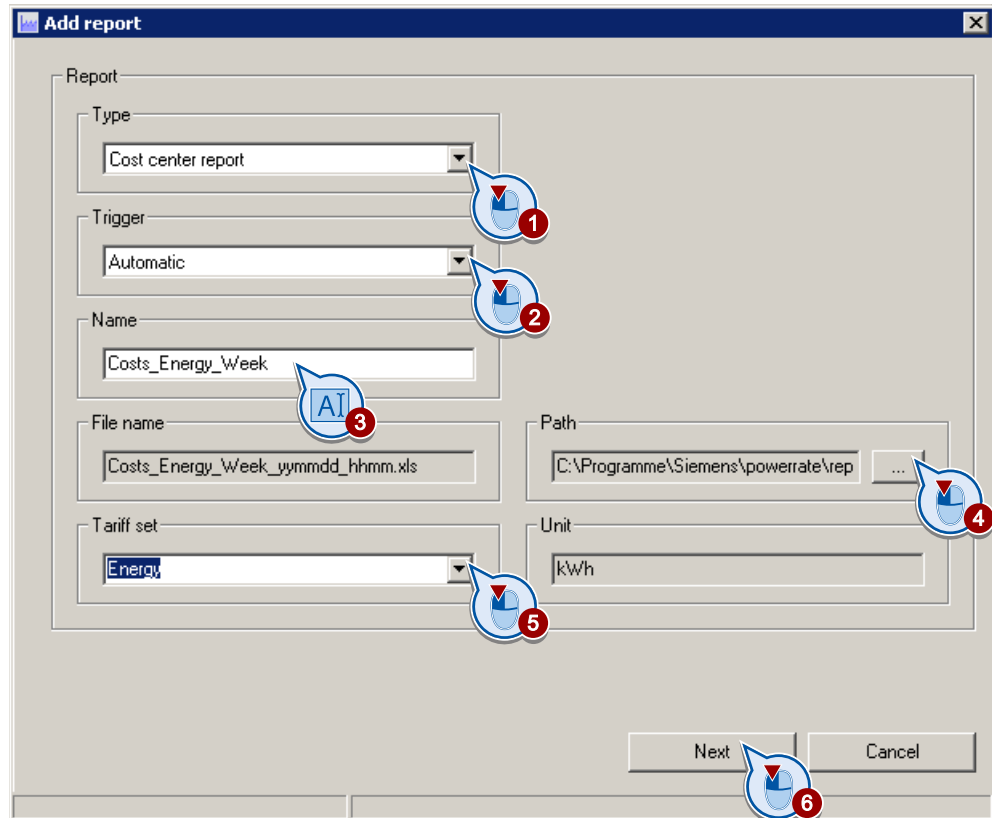 Add report
Report
Type
Cost center report
1
Trigger
Automatic
2
Name
Costs_Energy_Week
AI
3
File name
Costs_Energy_Week_yymmdd_hhmm.xls
Path
C:\Programme\Siemens\powerrate\rep
...
4
Tariff set
Energy
5
Unit
kWh
Next
Cancel
6